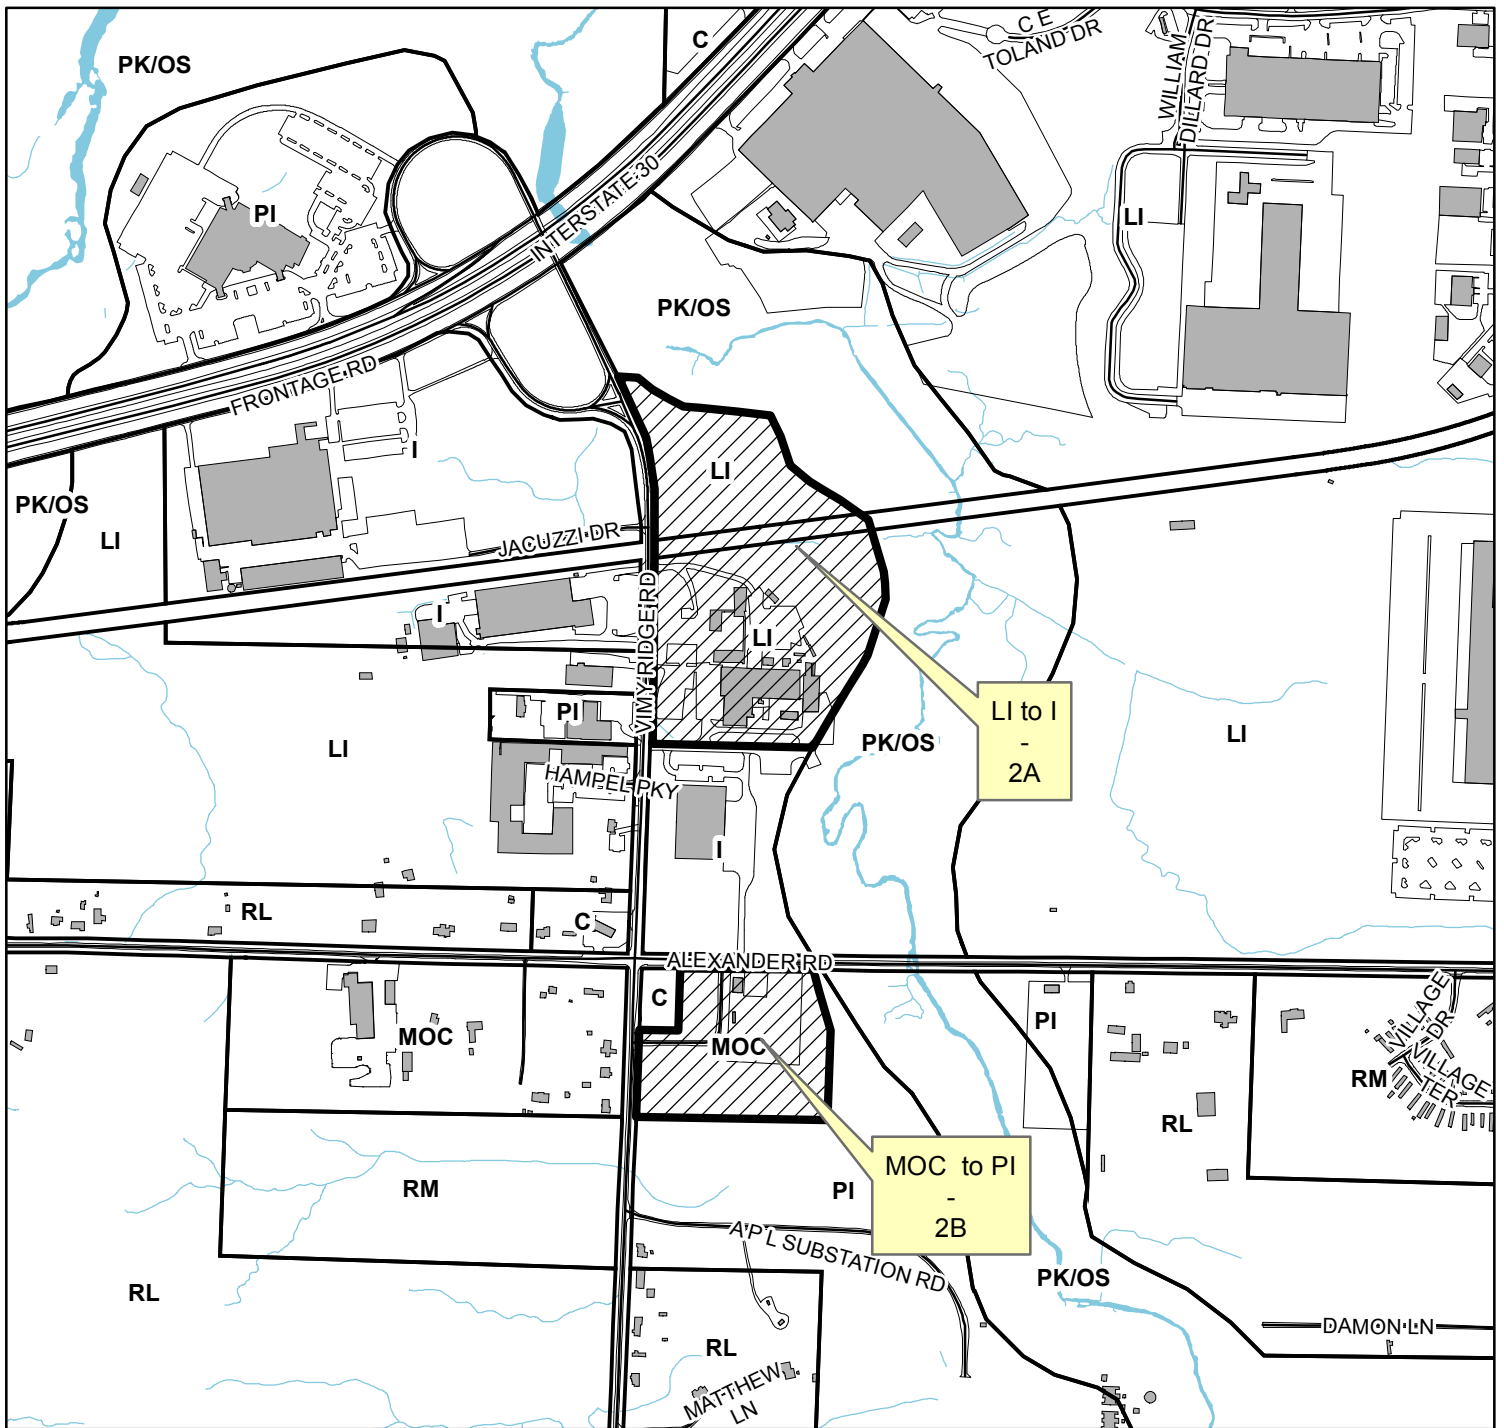 PK/OS
C
C E
TOLAND DR
WILLIAM
DILLARD DR
PI
LI
INTERSTATE 30
PK/OS
FRONTAGE RD
I
LI
PK/OS
LI
JACUZZI DR
I
VIMY RIDGE RD
LI
PI
LI
LI to I
-
2A
PK/OS
LI
HAMPEL PKY
I
RL
C
ALEXANDER RD
C
MOC
MOC
PI
VILLAGE
DR
VILLAGE
TER
RM
RL
RM
MOC  to PI
-
2B
PI
A P L SUBSTATION RD
PK/OS
RL
DAMON LN
RL
MATTHEW
LN